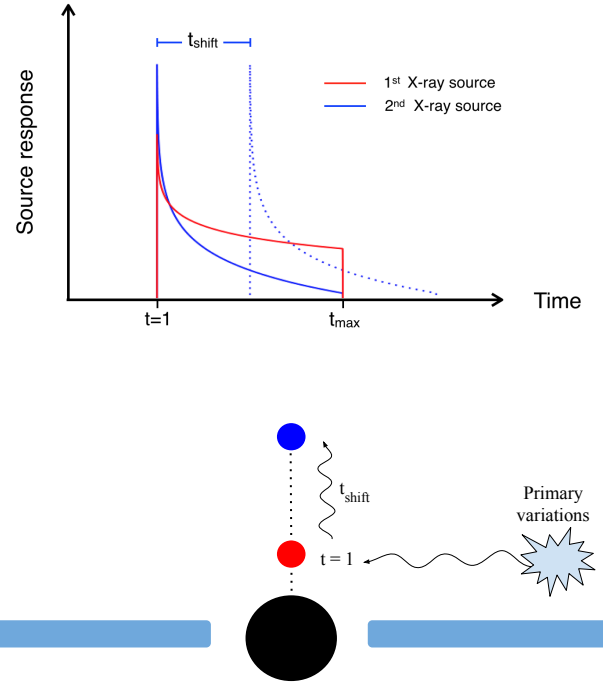 tshift
1st X-ray source
2nd X-ray source
Source response
Time
t=1
tmax
Primary
variations
tshift
t = 1